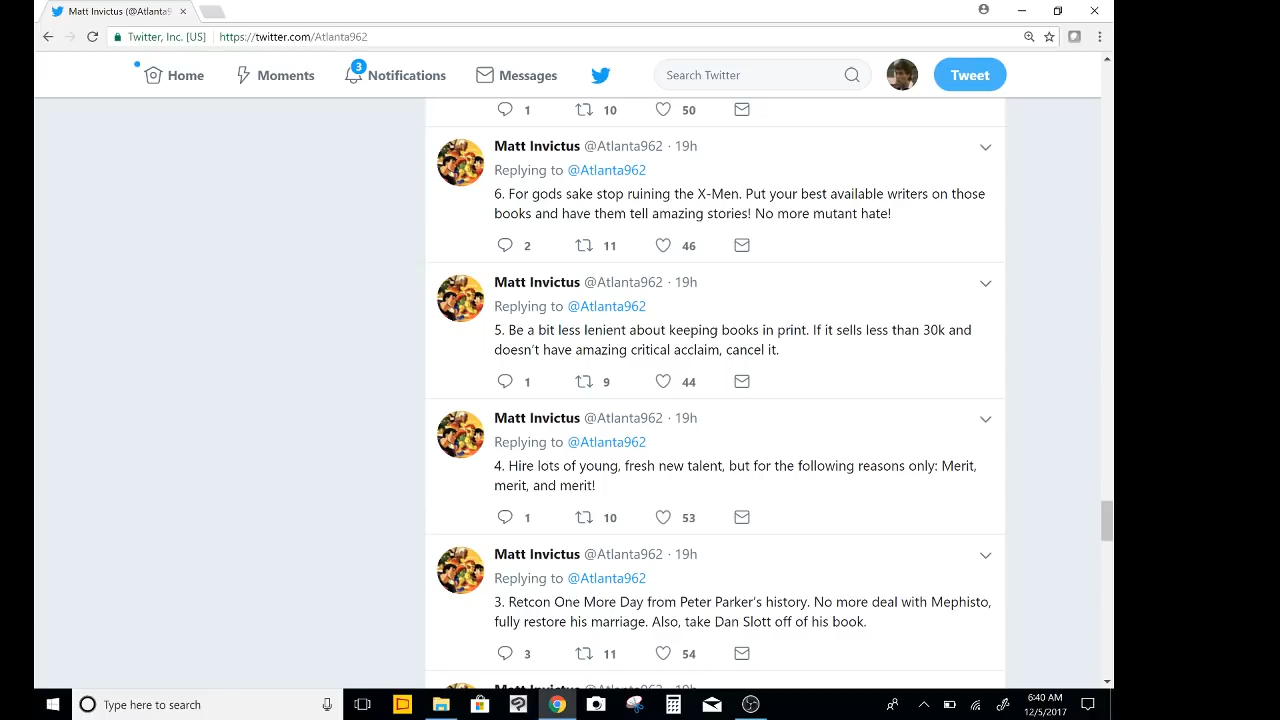 Matt Invictus (@Atlanta9
Twitter, Inc. [US]
https://twitter.com/Atlanta962
3
Home
Moments
Notifications
Messages
Search Twitter
Tweet
1 10 50
Matt Invictus @Atlanta962 · 19h
Replying to @Atlanta962
6. For gods sake stop ruining the X-Men. Put your best available writers on those
books and have them tell amazing stories! No more mutant hate!
2 11 46
Matt Invictus @Atlanta962 · 19h
Replying to @Atlanta962
5. Be a bit less lenient about keeping books in print. If it sells less than 30k and
doesn't have amazing critical acclaim, cancel it.
1 9 44
Matt Invictus @Atlanta962 · 19h
Replying to @Atlanta962
4. Hire lots of young, fresh new talent, but for the following reasons only: Merit,
merit, and merit!
1 10 53
Matt Invictus @Atlanta962 · 19h
Replying to @Atlanta962
3. Retcon One More Day from Peter Parker's history. No more deal with Mephisto,
fully restore his marriage. Also, take Dan Slott off of his book.
3 11 54
Matt Invictus @Atlanta962 · 19h
Type here to search
6:40 AM
12/5/2017